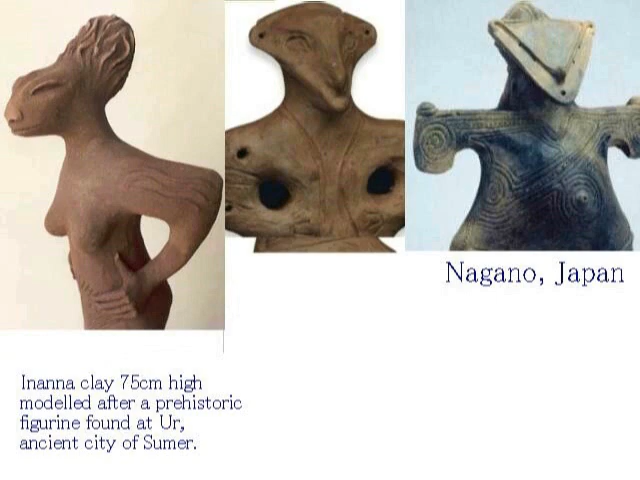 Nagano, Japan
Inanna clay 75cm high
modelled after a prehistoric
figurine found at Ur,
ancient city of Sumer.